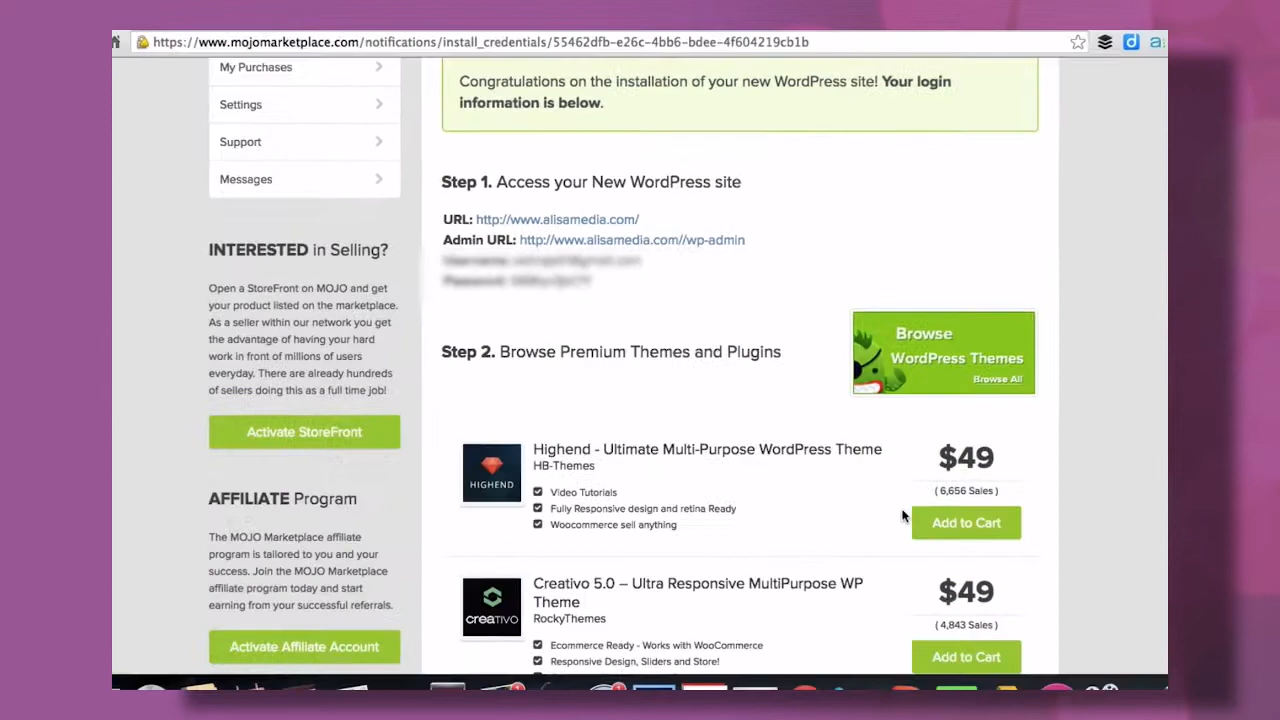 https://www.mojomarketplace.com/notifications/install_credentials/55462dfb-e26c-4bb6-bdee-4f604219cb1b
My Purchases
Settings
Support
Messages
INTERESTED in Selling?
Open a StoreFront on MOJO and get
your product listed on the marketplace.
As a seller within our network you get
the advantage of having your hard
work in front of millions of users
everyday. There are already hundreds
of sellers doing this as a full time job!
Activate StoreFront
AFFILIATE Program
The MOJO Marketplace affiliate
program is tailored to you and your
success. Join the MOJO Marketplace
affiliate program today and start
earning from your successful referrals.
Activate Affiliate Account
Congratulations on the installation of your new WordPress site! Your login
information is below.
Step 1. Access your New WordPress site
URL: http://www.alisamedia.com/
Admin URL: http://www.alisamedia.com//wp-admin
Step 2. Browse Premium Themes and Plugins
Browse
WordPress Themes
Browse All
HIGHEND
Highend - Ultimate Multi-Purpose WordPress Theme
HB-Themes
Video Tutorials
Fully Responsive design and retina Ready
Woocommerce sell anything
$49
( 6,656 Sales )
Add to Cart
creativo
Creativo 5.0 – Ultra Responsive MultiPurpose WP
Theme
RockyThemes
Ecommerce Ready - Works with WooCommerce
Responsive Design, Sliders and Store!
$49
( 4,843 Sales )
Add to Cart